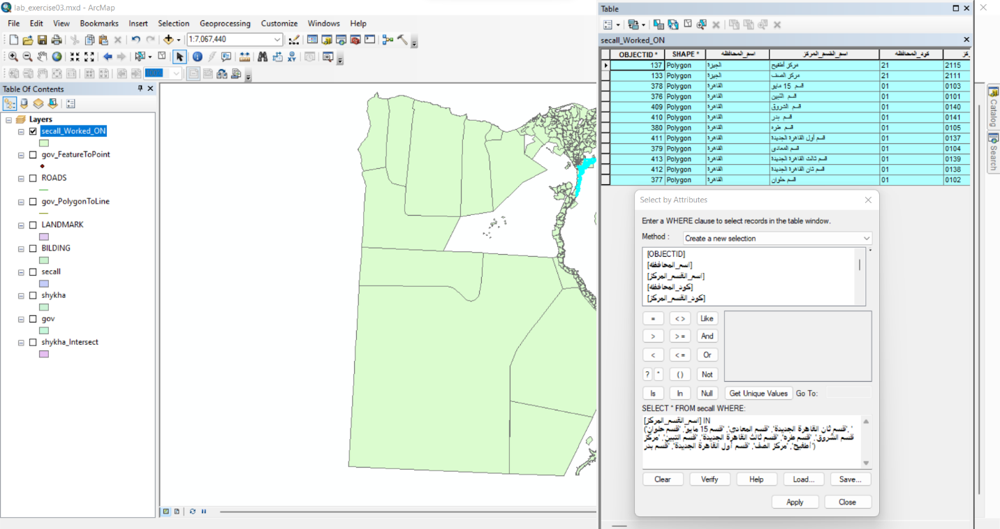 lab_exercise03.mxd - ArcMap
File Edit View Bookmarks Insert Selection Geoprocessing Customize Windows Help
1:7,067,440
100%
Table Of Contents
Layers
secall_Worked_ON
gov_FeatureToPoint
ROADS
gov_PolygonToLine
LANDMARK
BILDING
secall
shykha
gov
shykha_Intersect
Table
secall_Worked_ON
OBJECTID * SHAPE * اسم_المحافظه اسم_القسم_المركز كود_المحافظه
137 Polygon الجيزة مركز أطفيح 21 2115
133 Polygon الجيزة مركز الصف 21 2111
378 Polygon القاهرة قسم 15 مايو 01 0103
376 Polygon القاهرة قسم التبين 01 0101
409 Polygon القاهرة قسم الشروق 01 0140
410 Polygon القاهرة قسم بدر 01 0141
380 Polygon القاهرة قسم طره 01 0105
411 Polygon القاهرة قسم أول القاهرة الجديدة 01 0137
379 Polygon القاهرة قسم المعادى 01 0104
413 Polygon القاهرة قسم ثالث القاهرة الجديدة 01 0139
412 Polygon القاهرة قسم ثان القاهرة الجديدة 01 0138
377 Polygon القاهرة قسم حلوان 01 0102
Select by Attributes
Enter a WHERE clause to select records in the table window.
Method : Create a new selection
[OBJECTID]
[اسم_المحافظه]
[اسم_القسم_المركز]
[كود_المحافظه]
[كود_القسم_المركز]
= < > Like
> > = And
< < = Or
? * ( ) Not
Is In Null Get Unique Values Go To:
SELECT * FROM secall WHERE:
[اسم_القسم_المركز] IN
('قسم ثان القاهرة الجديدة', 'قسم المعادى', 'قسم 15 مايو', 'قسم حلوان', '
قسم الشروق', 'قسم طره', 'قسم ثالث القاهرة الجديدة', 'قسم التبين', 'مركز
أطفيح', 'مركز الصف', 'قسم أول القاهرة الجديدة', 'قسم بدر')
Clear Verify Help Load... Save...
Apply Close
Catalog
Search